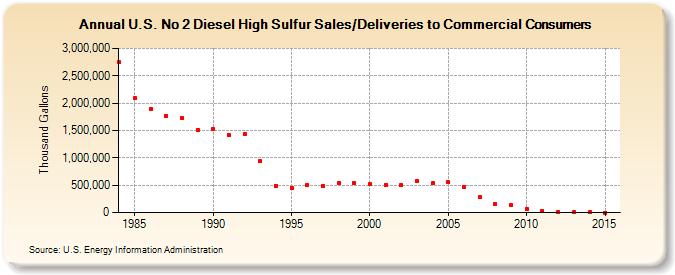 Annual U.S. No 2 Diesel High Sulfur Sales/Deliveries to Commercial Consumers
Thousand Gallons
3,000,000
2,500,000
2,000,000
1,500,000
1,000,000
500,000
0
1985 1990 1995 2000 2005 2010 2015
Source: U.S. Energy Information Administration